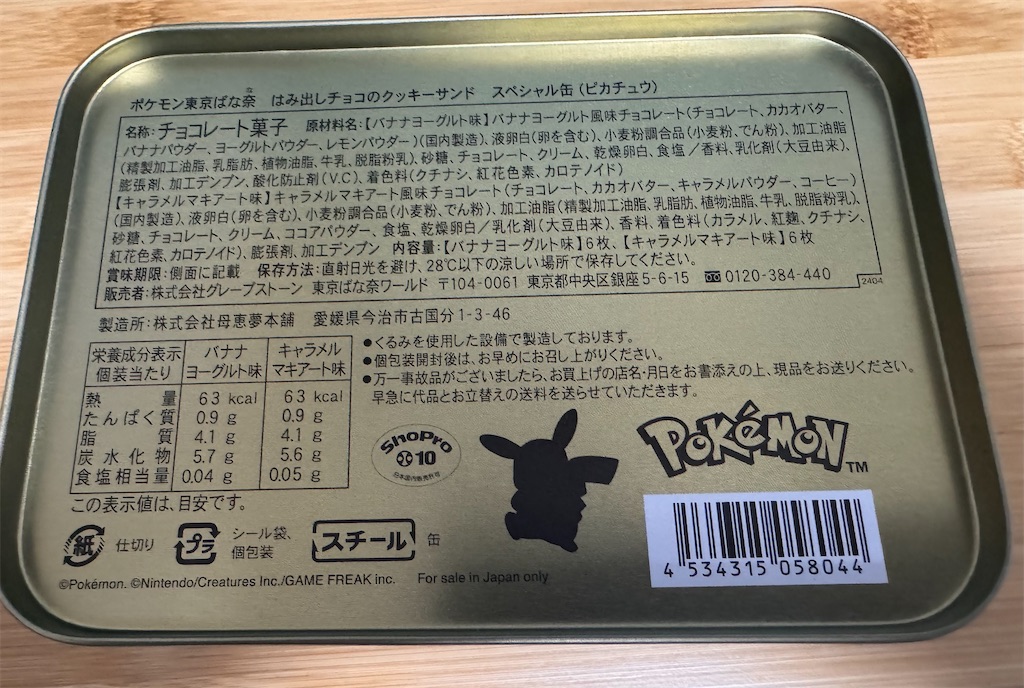 ポケモン東京ばな奈 はみ出しチョコのクッキーサンド スペシャル缶(ピカチュウ)
な
名称:チョコレート菓子 原材料名:【バナナヨーグルト味】バナナヨーグルト風味チョコレート(チョコレート、カカオバター、
バナナパウダー、ヨーグルトパウダー、レモンパウダー)(国内製造)、液卵白(卵を含む)、小麦粉調合品(小麦粉、でん粉)、加工油脂
(精製加工油脂、乳脂肪、植物油脂、牛乳、脱脂粉乳)、砂糖、チョコレート、クリーム、乾燥卵白、食塩/香料、乳化剤(大豆由来)、
膨張剤、加工デンプン、酸化防止剤(V.C)、着色料(クチナシ、紅花色素、カロテノイド)
【キャラメルマキアート味】キャラメルマキアート風味チョコレート(チョコレート、カカオバター、キャラメルパウダー、コーヒー)
(国内製造)、液卵白(卵を含む)、小麦粉調合品(小麦粉、でん粉)、加工油脂(精製加工油脂、乳脂肪、植物油脂、牛乳、脱脂粉乳)、
砂糖、チョコレート、クリーム、ココアパウダー、食塩、乾燥卵白/乳化剤(大豆由来)、香料、着色料(カラメル、紅麹、クチナシ、
紅花色素、カロテノイド)、膨張剤、加工デンプン 内容量:【バナナヨーグルト味】6枚、【キャラメルマキアート味】6枚
賞味期限:側面に記載 保存方法:直射日光を避け、28℃以下の涼しい場所で保存してください。
販売者:株式会社グレープストーン 東京ばな奈ワールド 〒104-0061 東京都中央区銀座5-6-15 0120-384-440
2404
製造所:株式会社母恵夢本舗 愛媛県今治市古国分1-3-46
栄養成分表示 個装当たり バナナ ヨーグルト味 キャラメル マキアート味
熱量 63 kcal 63 kcal
たんぱく質 0.9 g 0.9 g
脂質 4.1 g 4.1 g
炭水化物 5.7 g 5.6 g
食塩相当量 0.04 g 0.05 g
この表示値は、目安です。
●くるみを使用した設備で製造しております。
●個包装開封後は、お早めにお召し上がりください。
●万一事故品がございましたら、お買上げの店名・月日をお書添えの上、現品をお送りください。
早急に代品とお立替えの送料を送らせていただきます。
ShoPro
10
日本国内販売許可
POKéMON TM
紙 仕切り プラ シール袋、 個包装 スチール 缶
4 534315 058044
©Pokémon. ©Nintendo/Creatures Inc./GAME FREAK inc. For sale in Japan only